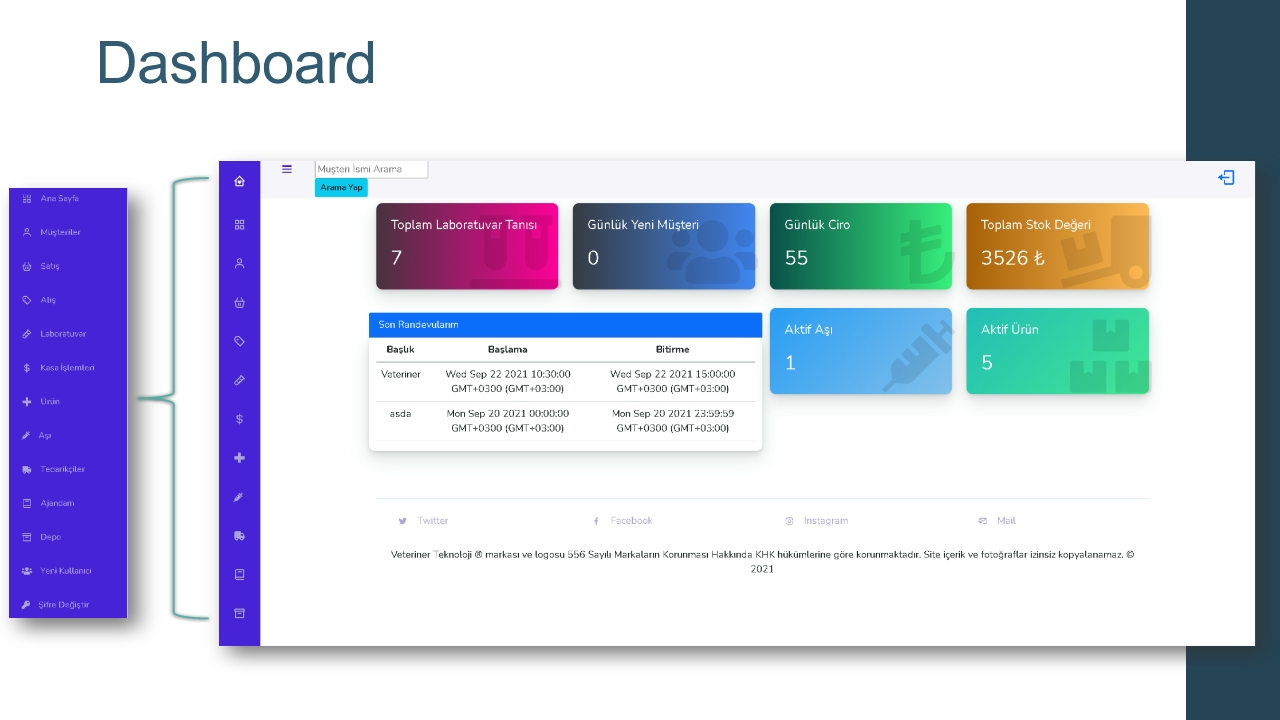 Dashboard
Ana Sayfa
Müşteriler
Satış
Alış
Laboratuvar
Kasa İşlemleri
Ürün
Aşı
Tedarikçiler
Ajandam
Depo
Yeni Kullanıcı
Şifre Değiştir
Müşteri İsmi Arama
Arama Yap
Toplam Laboratuvar Tanısı
7
Günlük Yeni Müşteri
0
Günlük Ciro
55
Toplam Stok Değeri
3526 ₺
Son Randevularım
Başlık Başlama Bitirme
Veteriner Wed Sep 22 2021 10:30:00 Wed Sep 22 2021 15:00:00
GMT+0300 (GMT+03:00) GMT+0300 (GMT+03:00)
asda Mon Sep 20 2021 00:00:00 Mon Sep 20 2021 23:59:59
GMT+0300 (GMT+03:00) GMT+0300 (GMT+03:00)
Aktif Aşı
1
Aktif Ürün
5
Twitter Facebook Instagram Mail
Veteriner Teknoloji ® markası ve logosu 556 Sayılı Markaların Korunması Hakkında KHK hükümlerine göre korunmaktadır. Site içerik ve fotoğraflar izinsiz kopyalanamaz. ©
2021